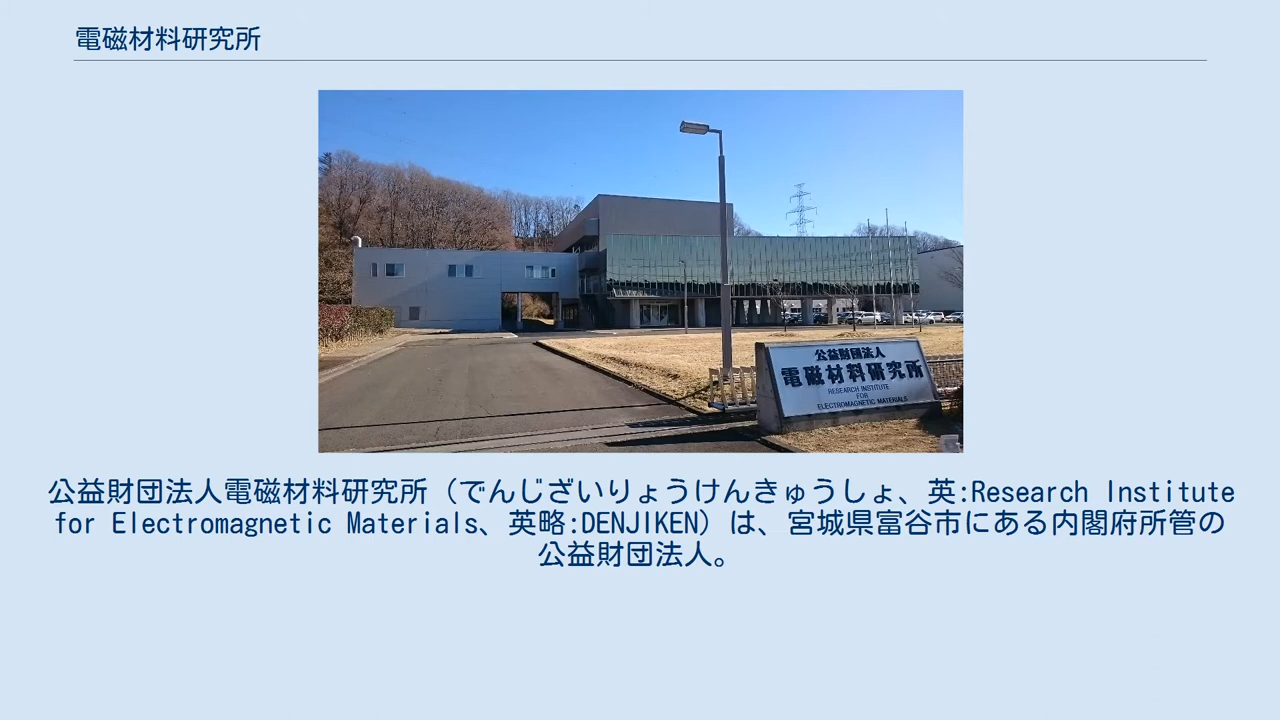 電磁材料研究所
公益財団法人
電磁材料研究所
RESEARCH INSTITUTE
FOR
ELECTROMAGNETIC MATERIALS
公益財団法人電磁材料研究所（でんじざいりょうけんきゅうしょ、英:Research Institute
for Electromagnetic Materials、英略:DENJIKEN）は、宮城県富谷市にある内閣府所管の
公益財団法人。